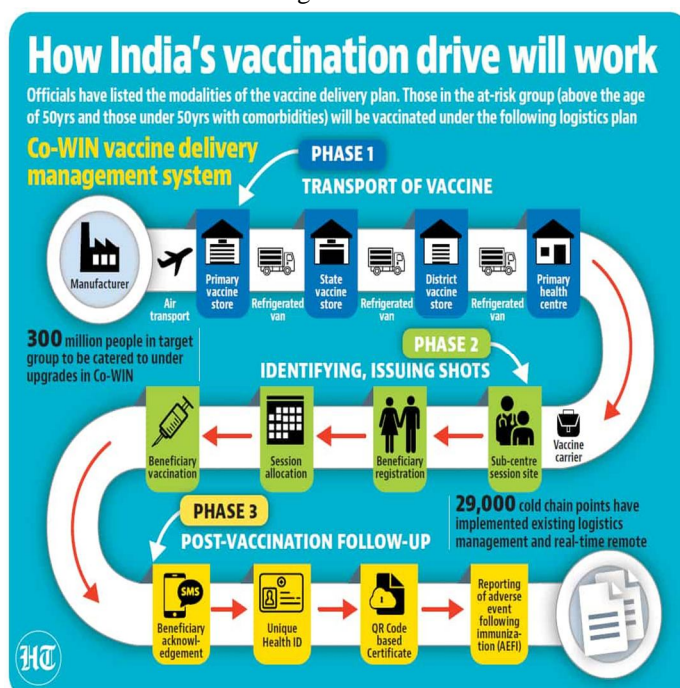 How India's vaccination drive will work
Officials have listed the modalities of the vaccine delivery plan. Those in the at-risk group (above the age
of 50yrs and those under 50yrs with comorbidities) will be vaccinated under the following logistics plan
Co-WIN vaccine delivery
management system
PHASE 1
TRANSPORT OF VACCINE
Manufacturer
Air
transport
Primary
vaccine
store
Refrigerated
van
State
vaccine
store
Refrigerated
van
District
vaccine
store
Refrigerated
van
Primary
health
centre
300 million people in target
group to be catered to under
upgrades in Co-WIN
PHASE 2
IDENTIFYING, ISSUING SHOTS
Beneficiary
vaccination
Session
allocation
Beneficiary
registration
Sub-centre
session site
Vaccine
carrier
29,000 cold chain points have
implemented existing logistics
management and real-time remote
PHASE 3
POST-VACCINATION FOLLOW-UP
SMS
Beneficiary
acknowl-
edgement
Unique
Health ID
QR Code
based
Certificate
Reporting
of adverse
event
following
immuniza-
tion (AEFI)
HT